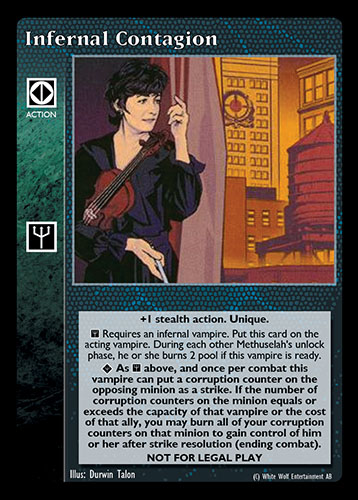 Infernal Contagion
ACTION
+1 stealth action. Unique.
Requires an infernal vampire. Put this card on the
acting vampire. During each other Methuselah's unlock
phase, he or she burns 2 pool if this vampire is ready.
As above, and once per combat this
vampire can put a corruption counter on the
opposing minion as a strike. If the number of
corruption counters on the minion equals or
exceeds the capacity of that vampire or the cost
of that ally, you may burn all of your corruption
counters on that minion to gain control of him
or her after strike resolution (ending combat).
NOT FOR LEGAL PLAY
Illus: Durwin Talon
(C) White Wolf Entertainment AB